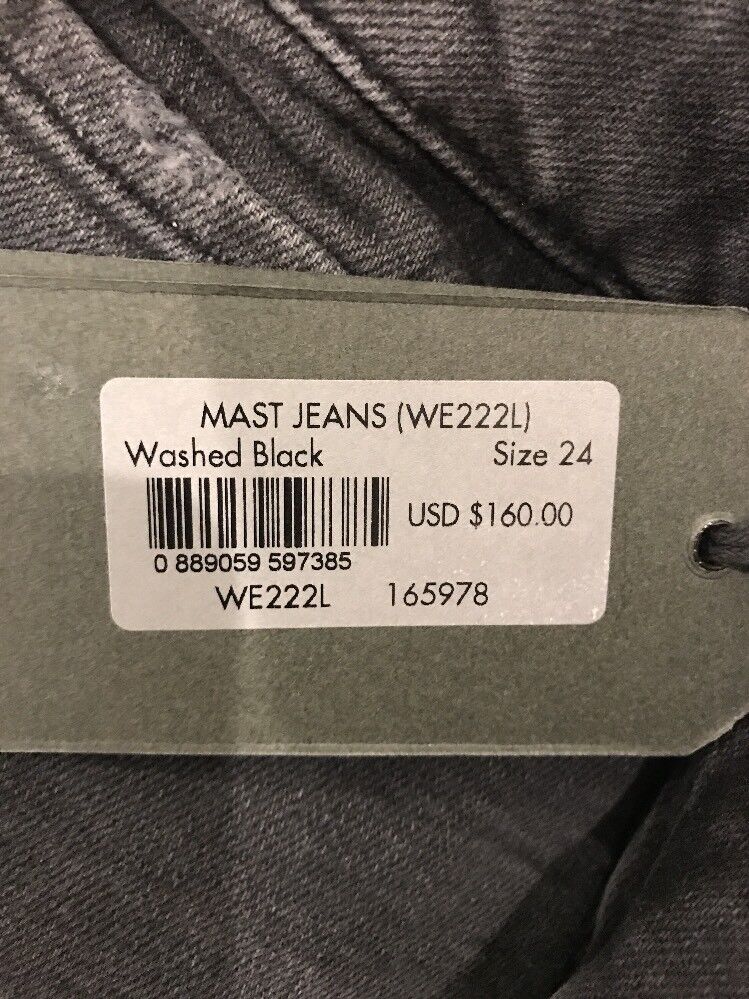 MAST JEANS (WE222L)
Washed Black Size 24
USD $160.00
0 889059 597385
WE222L 165978